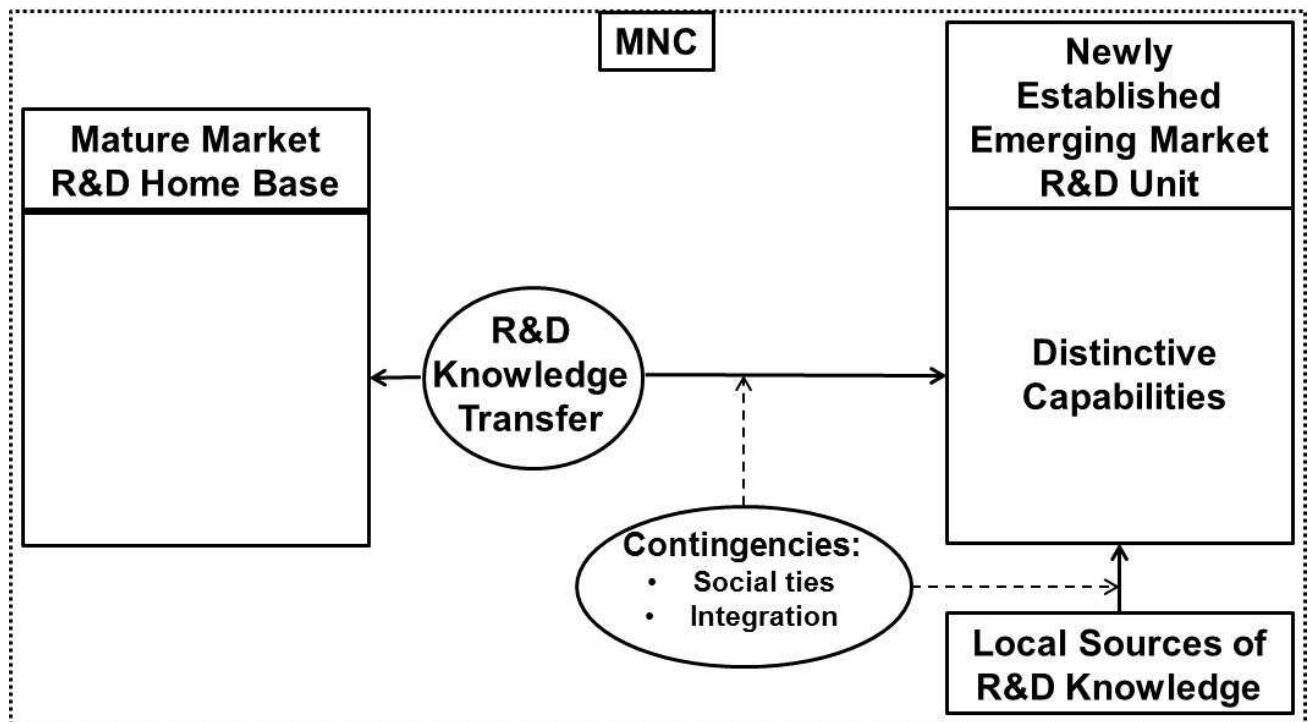 MNC
Mature Market
R&D Home Base
Newly
Established
Emerging Market
R&D Unit
R&D
Knowledge
Transfer
Distinctive
Capabilities
Contingencies:
• Social ties
• Integration
Local Sources of
R&D Knowledge